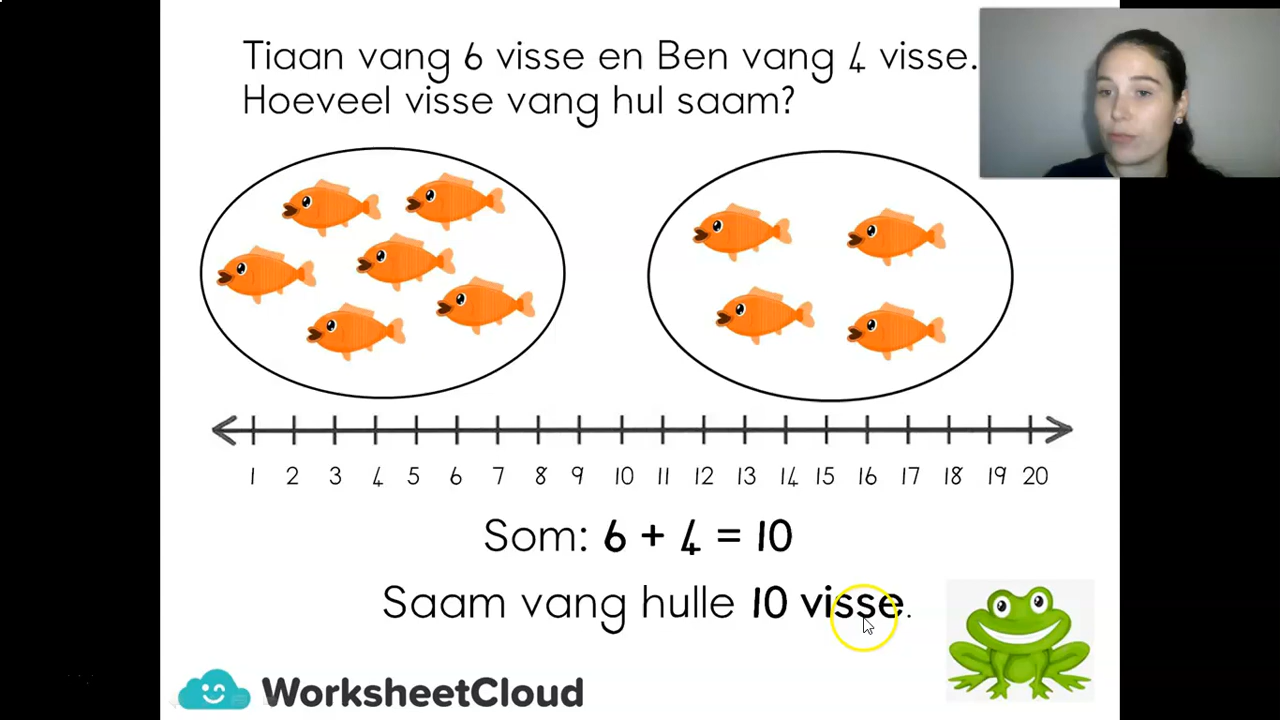 Tiaan vang 6 visse en Ben vang 4 visse.
Hoeveel visse vang hul saam?
1 2 3 4 5 6 7 8 9 10 11 12 13 14 15 16 17 18 19 20
Som: 6 + 4 = 10
Saam vang hulle 10 visse.
WorksheetCloud